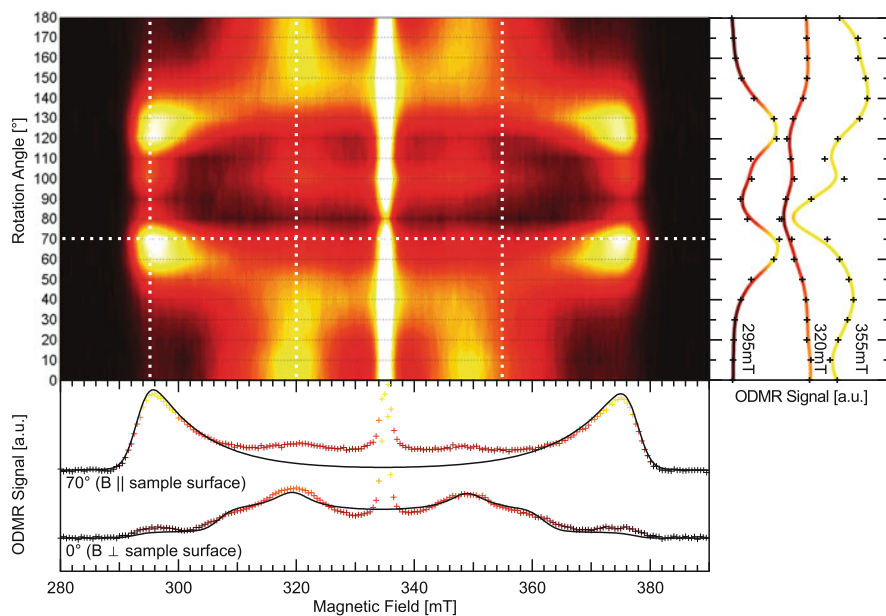 180
170
160
150
140
130
120
110
100
90
80
70
60
50
40
30
20
10
0
Rotation Angle [°]
295mT
320mT
355mT
ODMR Signal [a.u.]
ODMR Signal [a.u.]
70° (B || sample surface)
0° (B ⊥ sample surface)
280 300 320 340 360 380
Magnetic Field [mT]